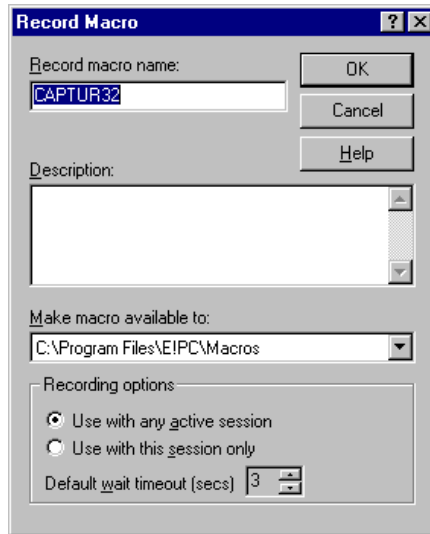 Record Macro
Record macro name:
OK
CAPTUR32
Cancel
Help
Description:
Make macro available to:
C:\Program Files\E!PC\Macros
Recording options
Use with any active session
Use with this session only
Default wait timeout (secs) 3